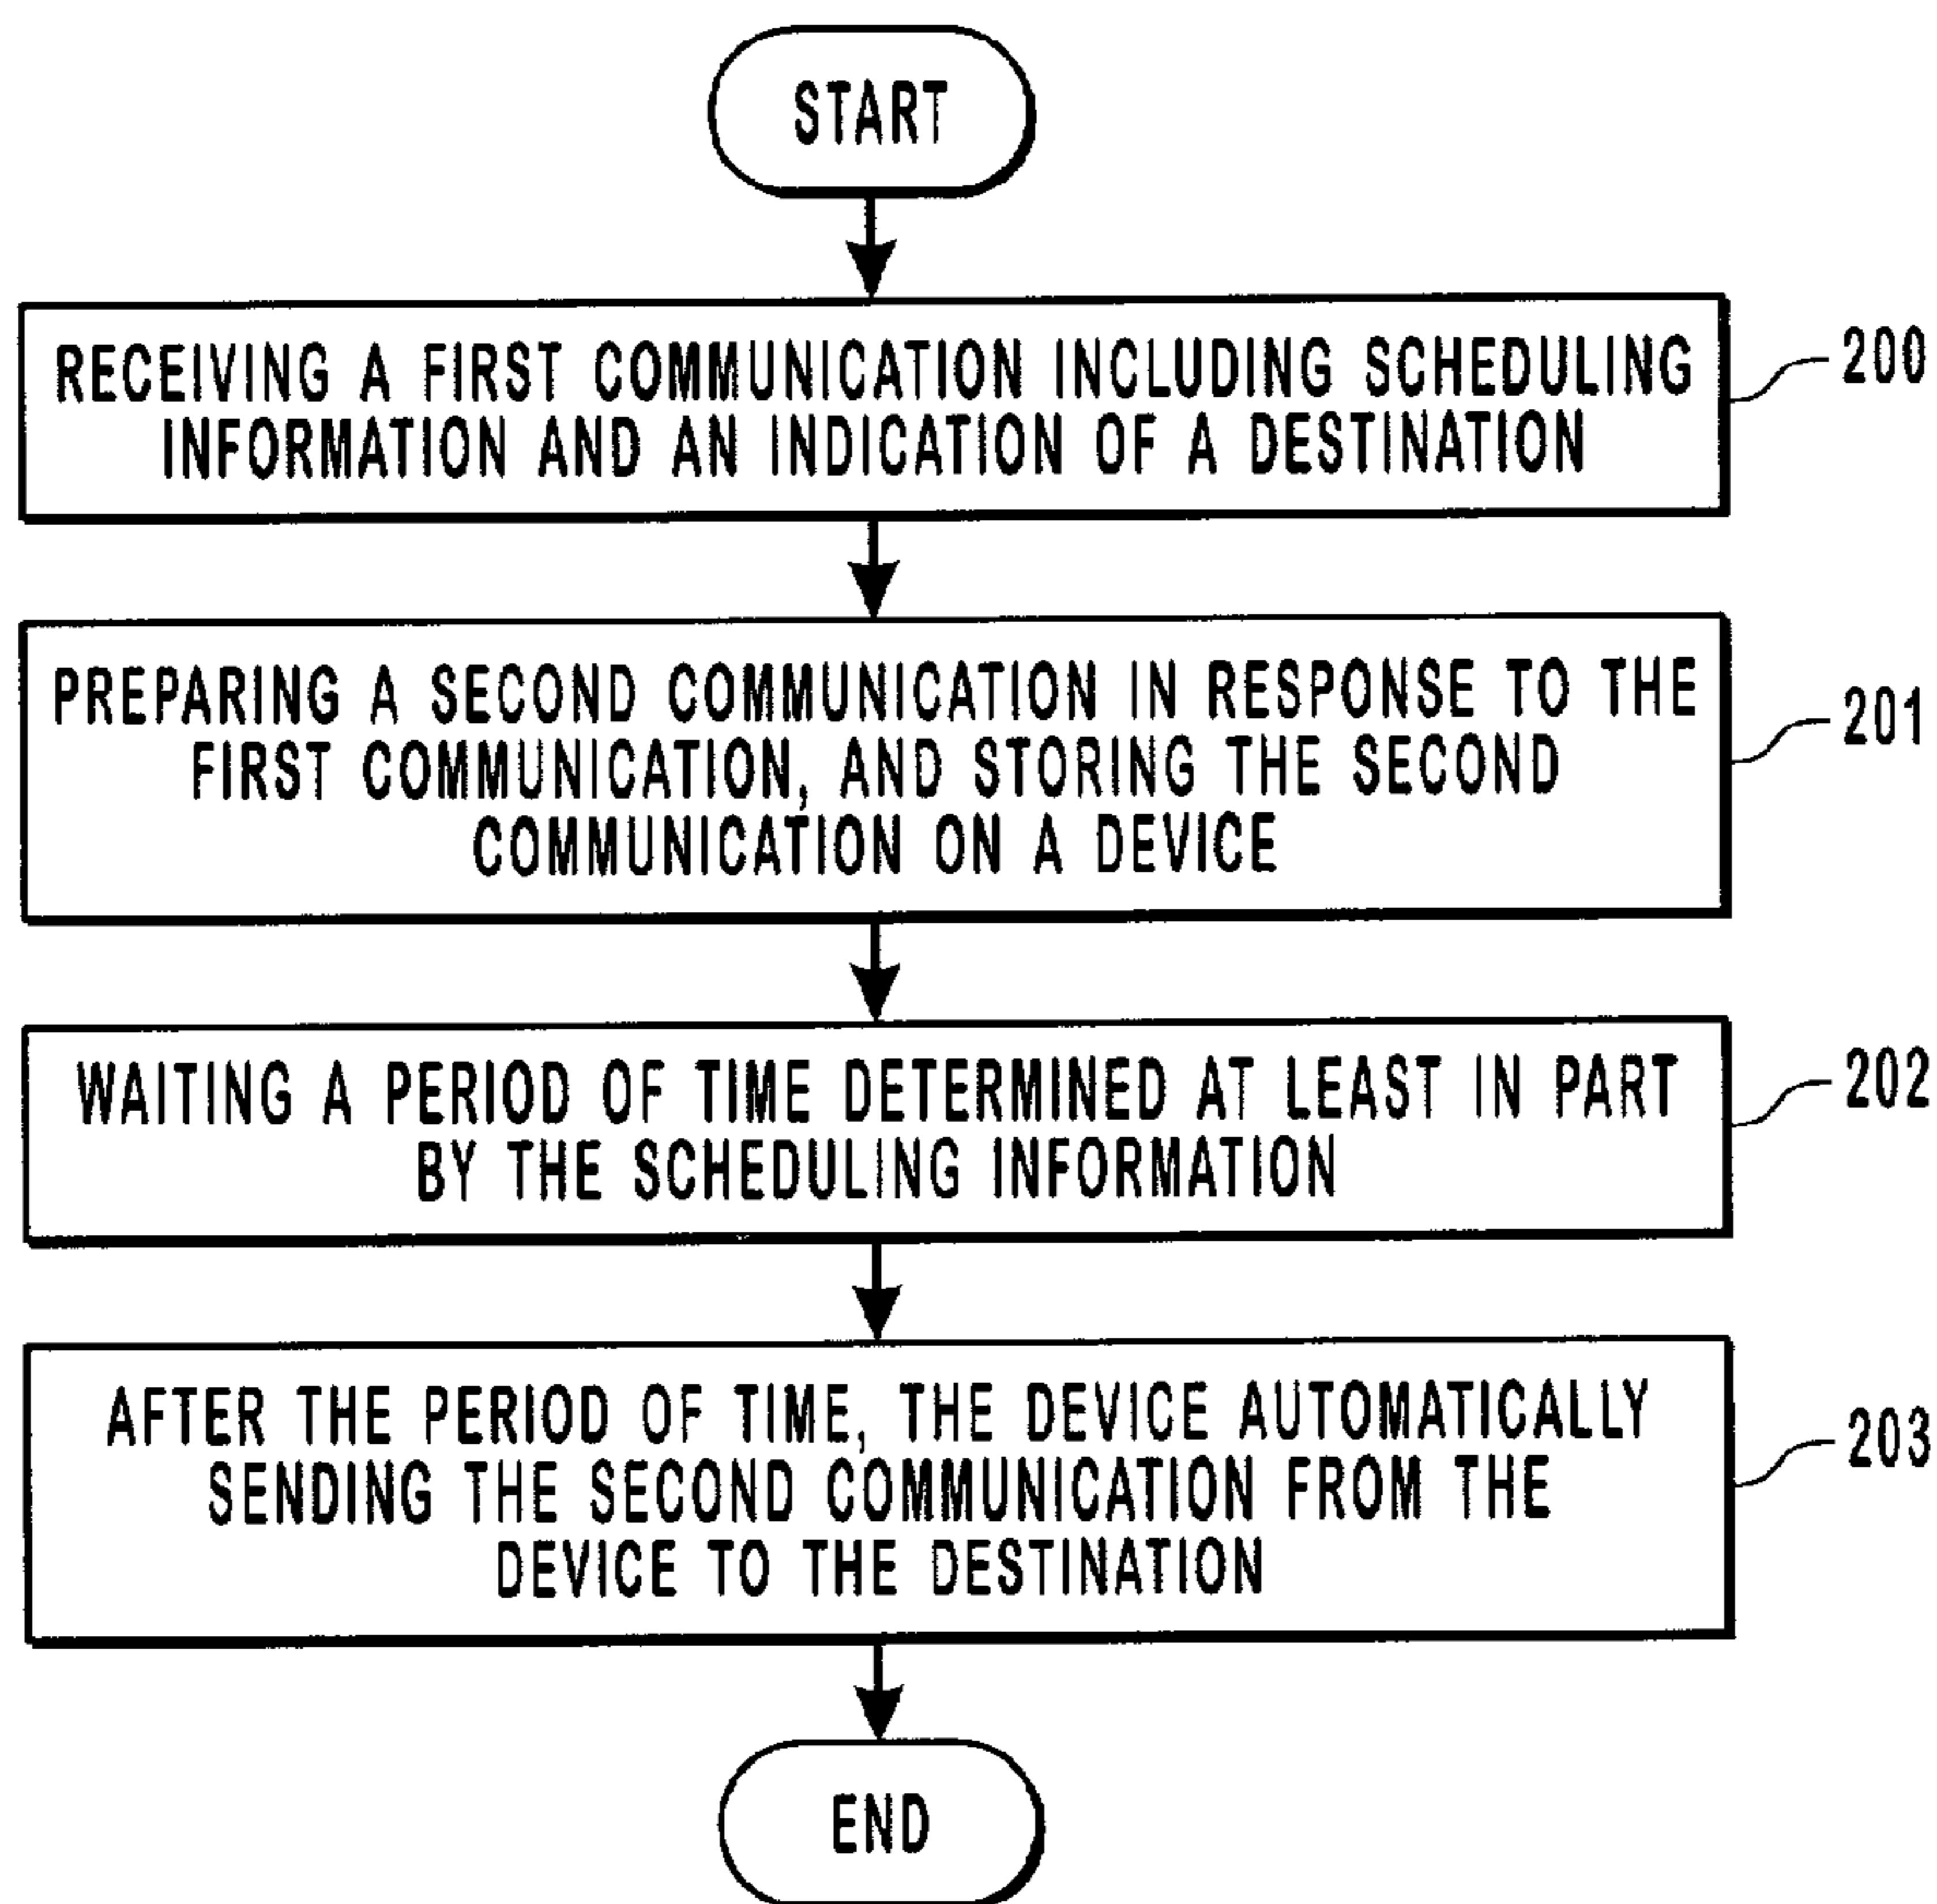 START
RECEIVING A FIRST COMMUNICATION INCLUDING SCHEDULING
INFORMATION AND AN INDICATION OF A DESTINATION
200
PREPARING A SECOND COMMUNICATION IN RESPONSE TO THE
FIRST COMMUNICATION, AND STORING THE SECOND
COMMUNICATION ON A DEVICE
201
WAITING A PERIOD OF TIME DETERMINED AT LEAST IN PART
BY THE SCHEDULING INFORMATION
202
AFTER THE PERIOD OF TIME, THE DEVICE AUTOMATICALLY
SENDING THE SECOND COMMUNICATION FROM THE
DEVICE TO THE DESTINATION
203
END